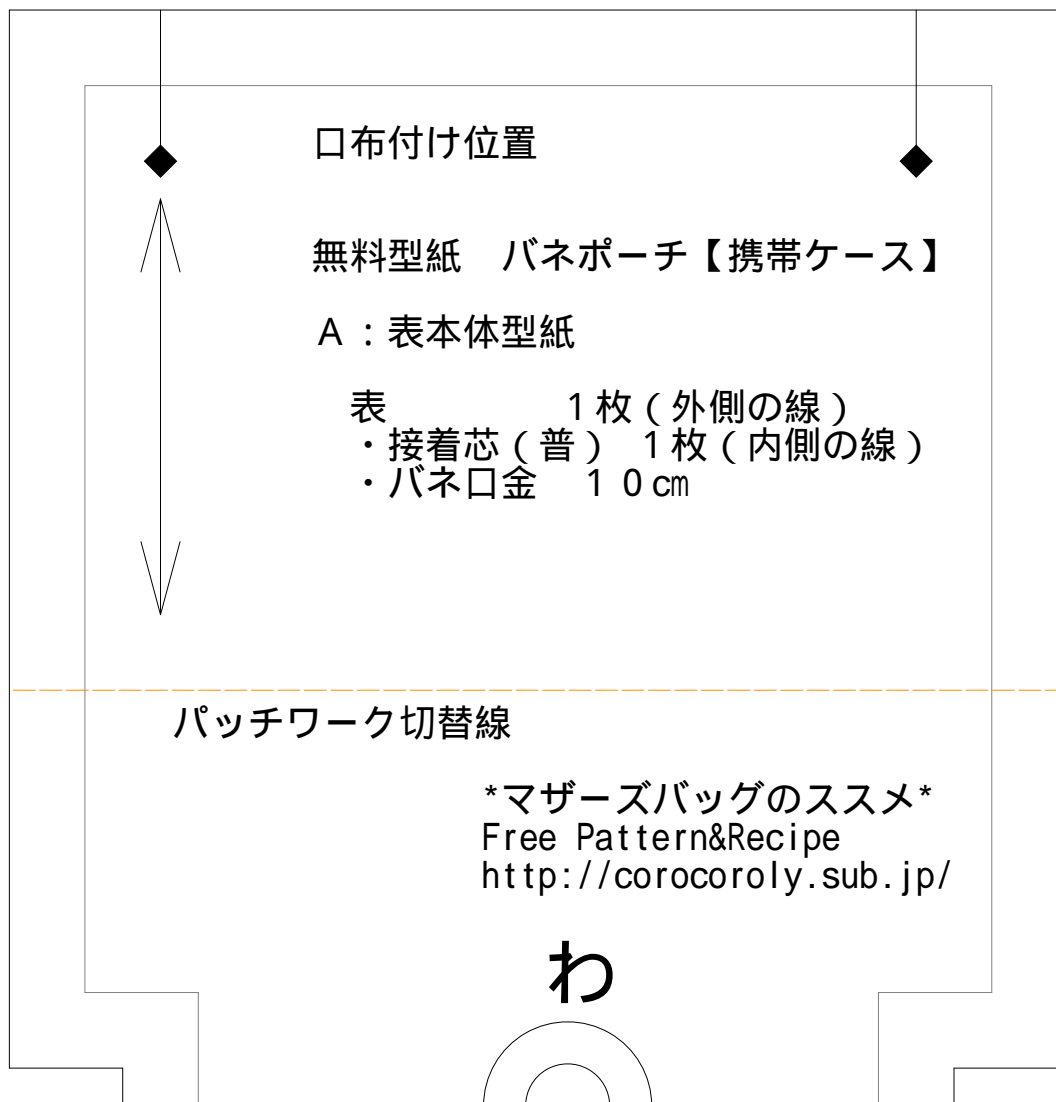 口布付け位置
無料型紙　バネポーチ【携帯ケース】
A：表本体型紙
表　　　　　1枚（外側の線）
・接着芯（普）　1枚（内側の線）
・バネ口金　１０㎝
パッチワーク切替線
*マザーズバッグのススメ*
Free Pattern&Recipe
http://corocoroly.sub.jp/
わ